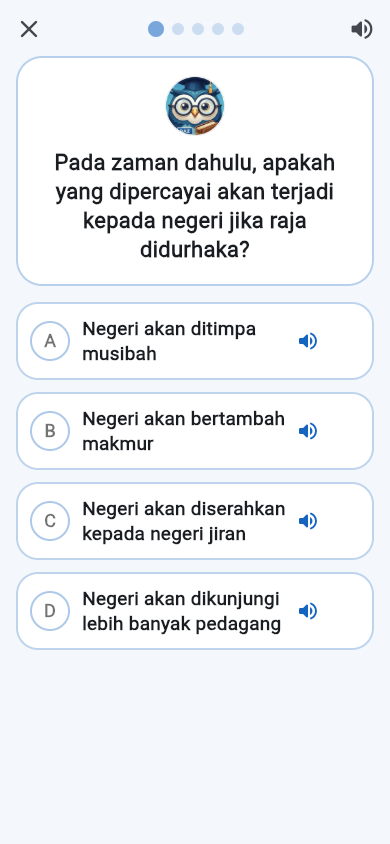 Pada zaman dahulu, apakah
yang dipercayai akan terjadi
kepada negeri jika raja
didurhaka?
A
Negeri akan ditimpa
musibah
B
Negeri akan bertambah
makmur
C
Negeri akan diserahkan
kepada negeri jiran
D
Negeri akan dikunjungi
lebih banyak pedagang